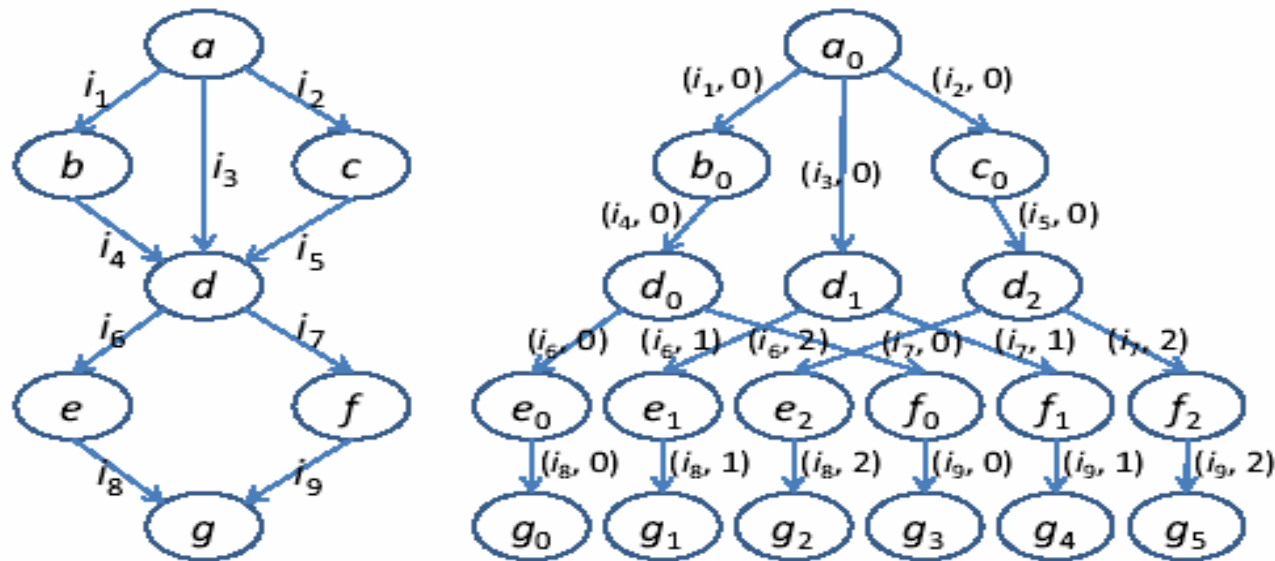 a a₀
i₁ i₂ (i₁, 0) (i₂, 0)
b i₃ c b₀ (i₃, 0) c₀
i₄ i₅ (i₄, 0) (i₅, 0)
d d₀ d₁ d₂
i₆ i₇ (i₆, 0) (i₆, 1) (i₆, 2) (i₇, 0) (i₇, 1) (i₇, 2)
e f e₀ e₁ e₂ f₀ f₁ f₂
i₈ i₉ (i₈, 0) (i₈, 1) (i₈, 2) (i₉, 0) (i₉, 1) (i₉, 2)
g g₀ g₁ g₂ g₃ g₄ g₅